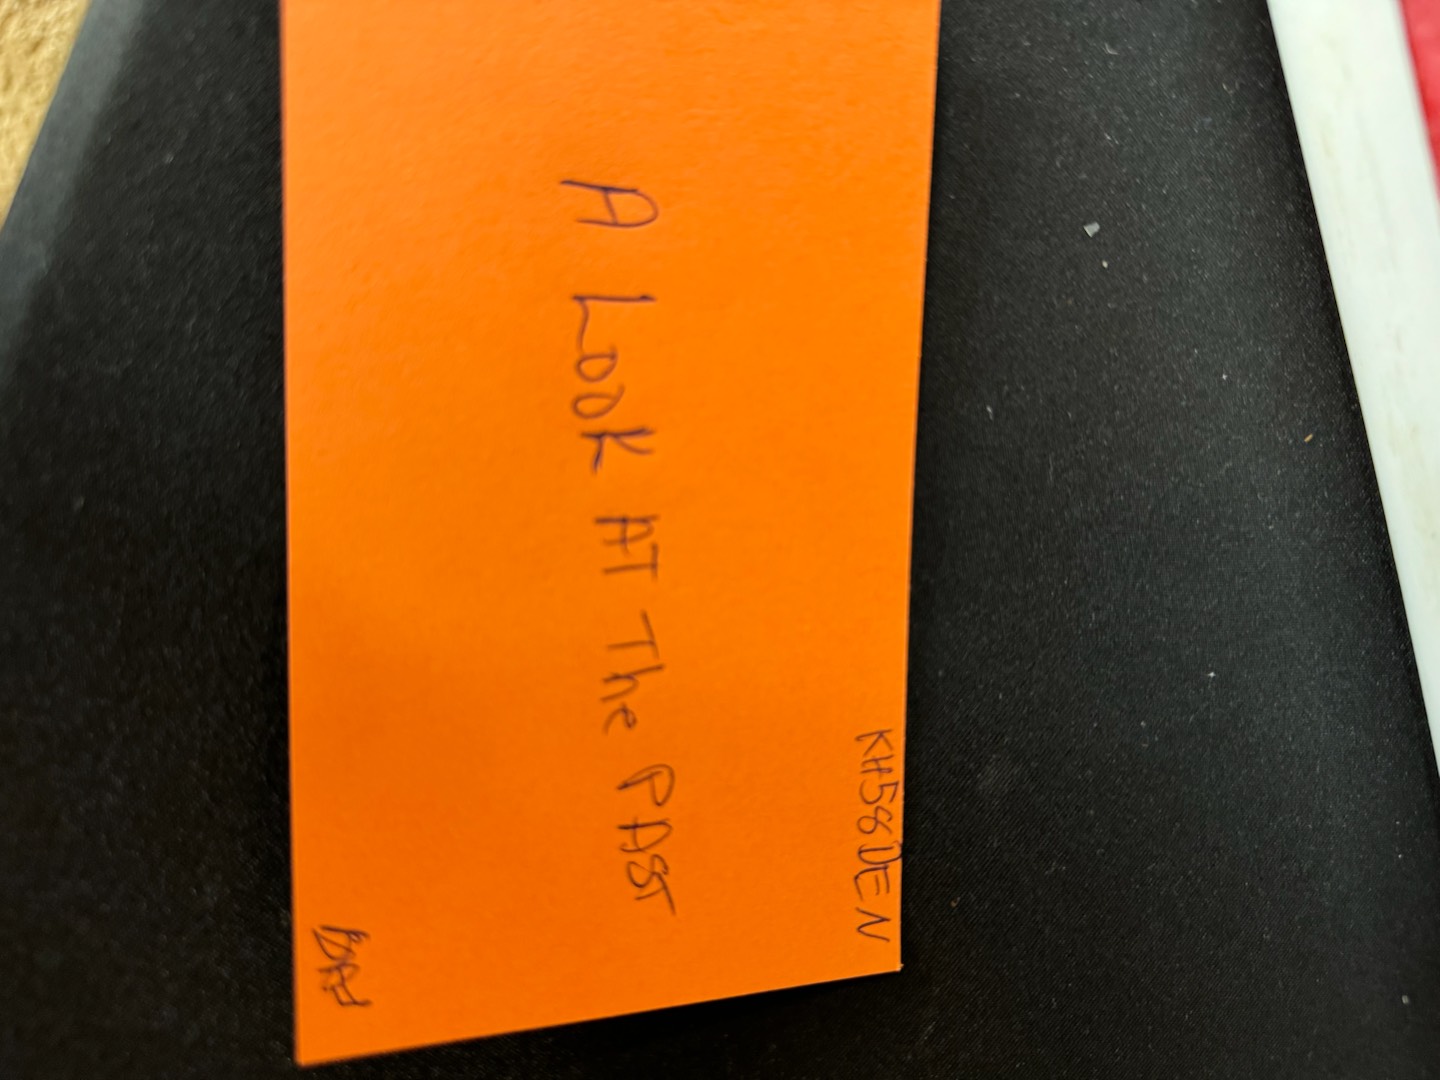 KH58DEN
A LOOK AT The PAST